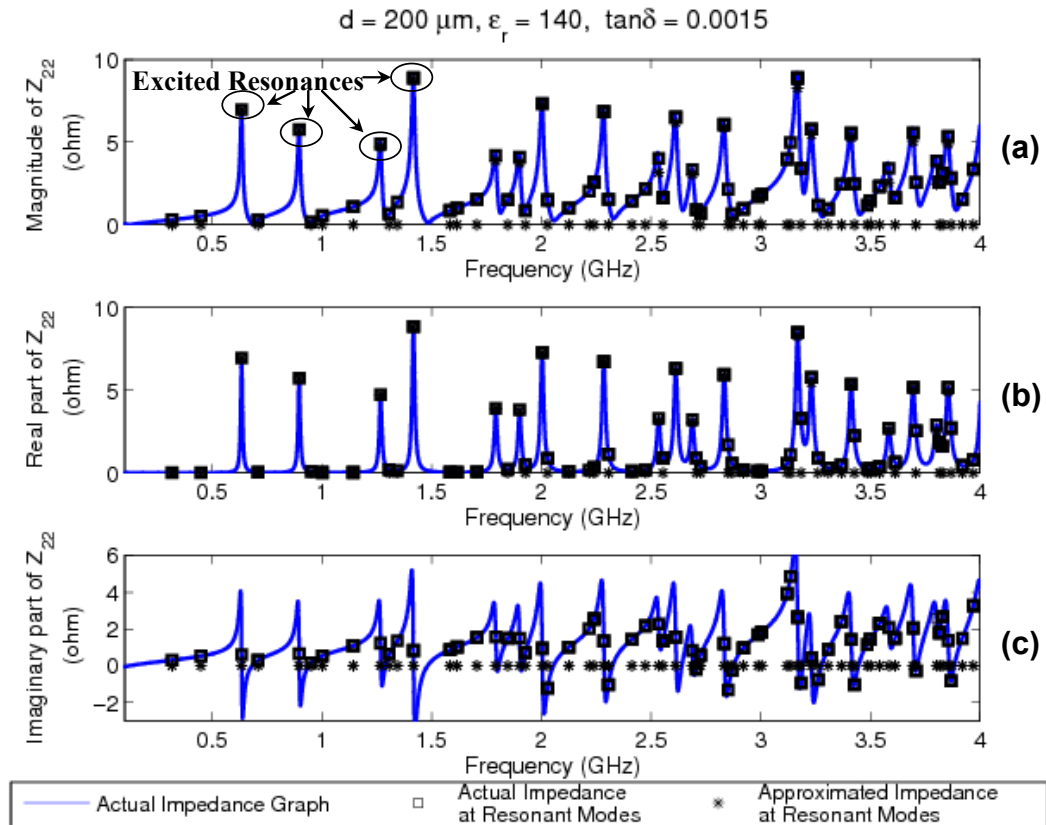 d = 200 μm, ε_r = 140, tanδ = 0.0015
Magnitude of Z_22
(ohm)
10
5
0
Excited Resonances
0.5 1 1.5 2 2.5 3 3.5 4
Frequency (GHz)
(a)
Real part of Z_22
(ohm)
10
5
0
0.5 1 1.5 2 2.5 3 3.5 4
Frequency (GHz)
(b)
Imaginary part of Z_22
(ohm)
6
4
2
0
−2
0.5 1 1.5 2 2.5 3 3.5 4
Frequency (GHz)
(c)
Actual Impedance Graph
Actual Impedance
at Resonant Modes
Approximated Impedance
at Resonant Modes